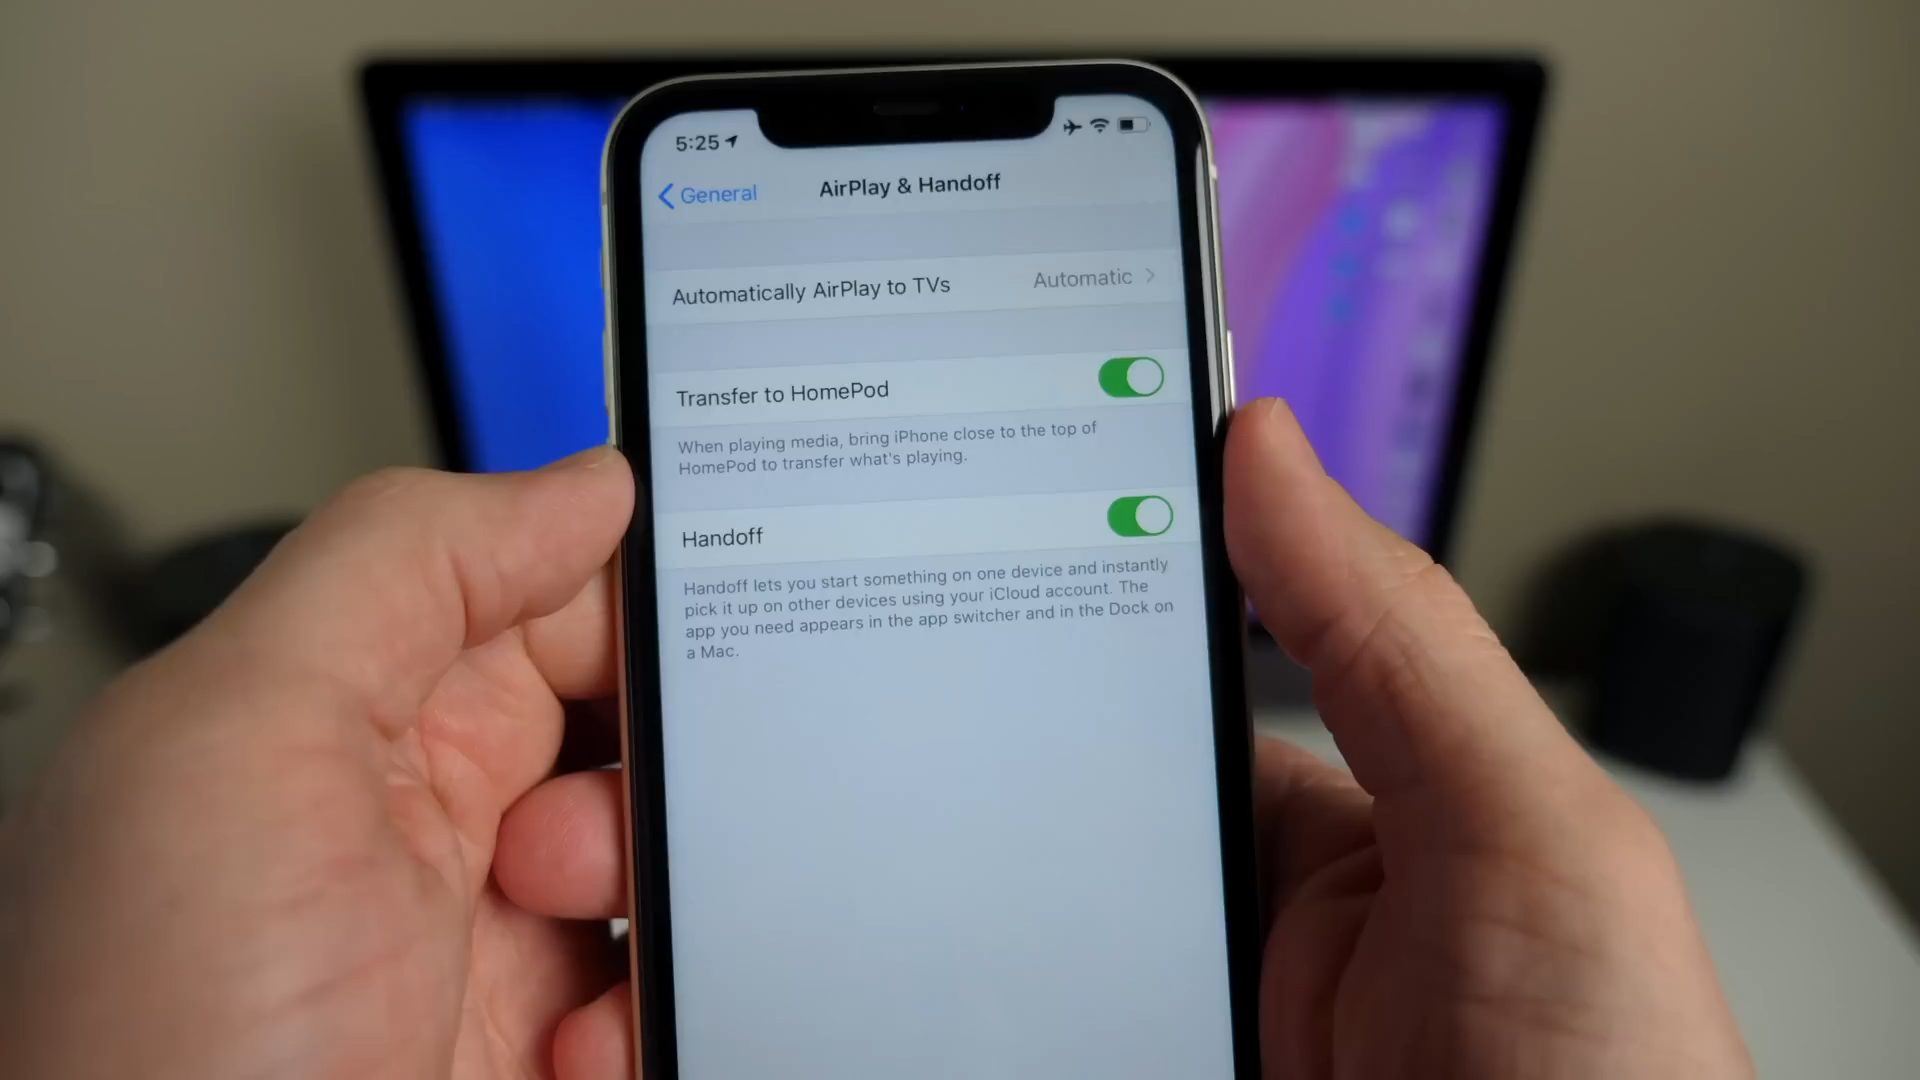 5:25
General
AirPlay & Handoff
Automatically AirPlay to TVs
Automatic
Transfer to HomePod
When playing media, bring iPhone close to the top of
HomePod to transfer what's playing.
Handoff
Handoff lets you start something on one device and instantly
pick it up on other devices using your iCloud account. The
app you need appears in the app switcher and in the Dock on
a Mac.